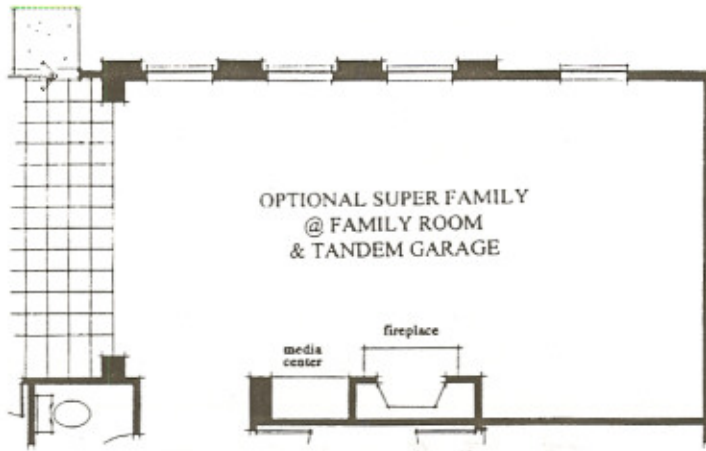 OPTIONAL SUPER FAMILY
@ FAMILY ROOM
& TANDEM GARAGE
fireplace
media
center